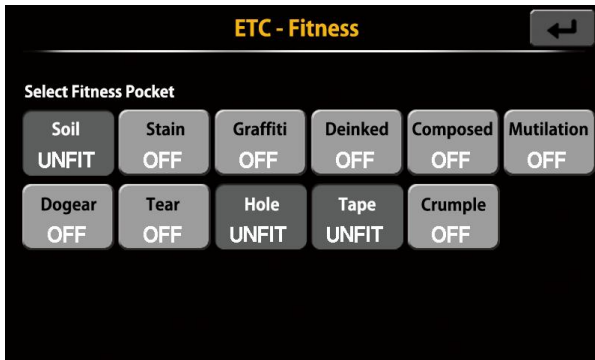 ETC - Fitness
Select Fitness Pocket
Soil Stain Graffiti Deinked Composed Mutilation
UNFIT OFF OFF OFF OFF OFF
Dogear Tear Hole Tape Crumple
OFF OFF UNFIT UNFIT OFF